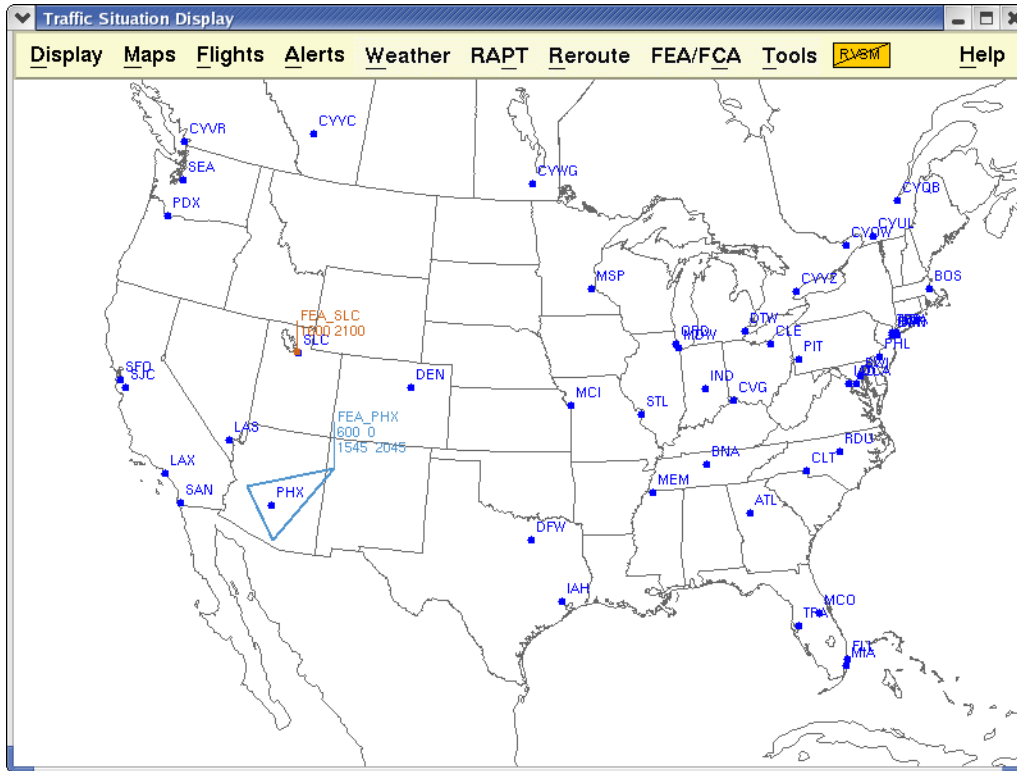 Traffic Situation Display
Display Maps Flights Alerts Weather RAPT Reroute FEA/FCA Tools RVSM Help
CYVR
CYYC
SEA
CYWG
PDX
CYQB
CYUL
CYOW
MSP
CYYZ
BOS
FEA_SLC
2100
SLC
DTW
ORD
MDW
CLE
PHL
PIT
SFO
SJC
DEN
IND
CVG
MCI
STL
FEA_PHX
600 0
1545 2045
LAS
RDU
BNA
CLT
LAX
MEM
SAN
PHX
ATL
DFW
IAH
MCO
TPA
MIA